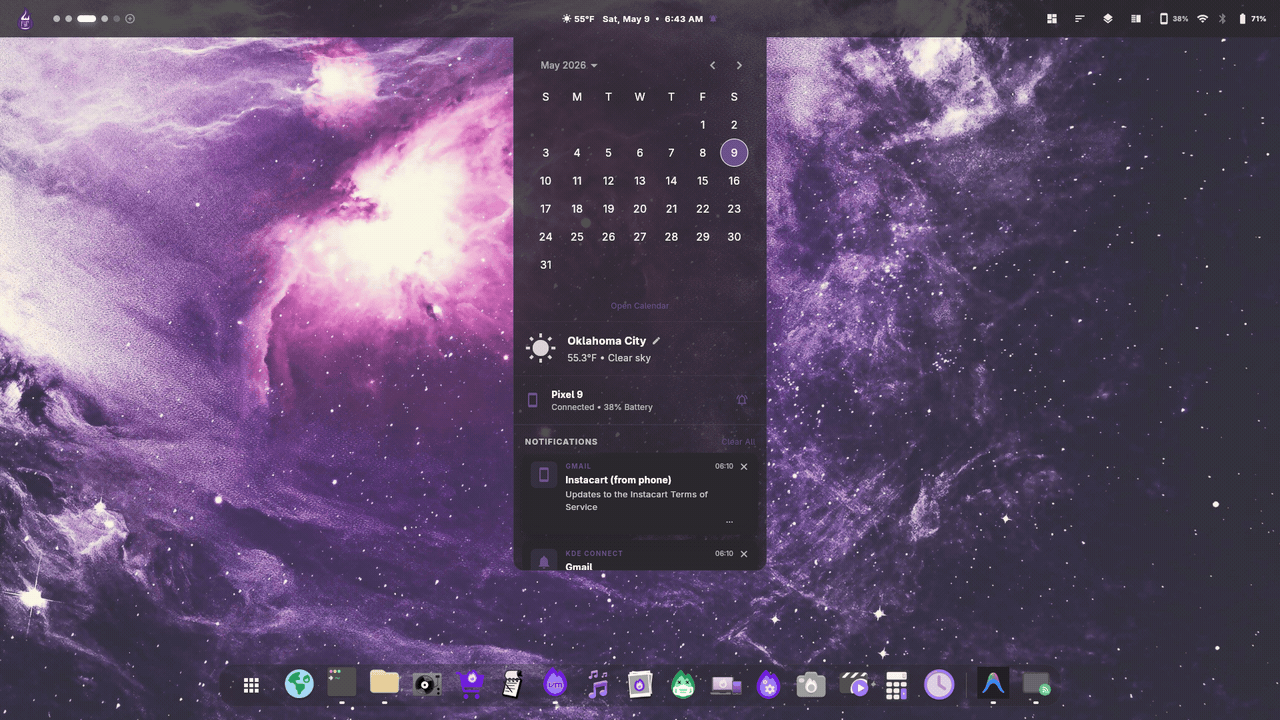 55°F Sat, May 9 • 6:43 AM
38%
71%
May 2026
S M T W T F S
1 2
3 4 5 6 7 8 9
10 11 12 13 14 15 16
17 18 19 20 21 22 23
24 25 26 27 28 29 30
31
Open Calendar
Oklahoma City
55.3°F • Clear sky
Pixel 9
Connected • 38% Battery
NOTIFICATIONS Clear All
GMAIL 06:10
Instacart (from phone)
Updates to the Instacart Terms of
Service
...
KDE CONNECT 06:10
Gmail